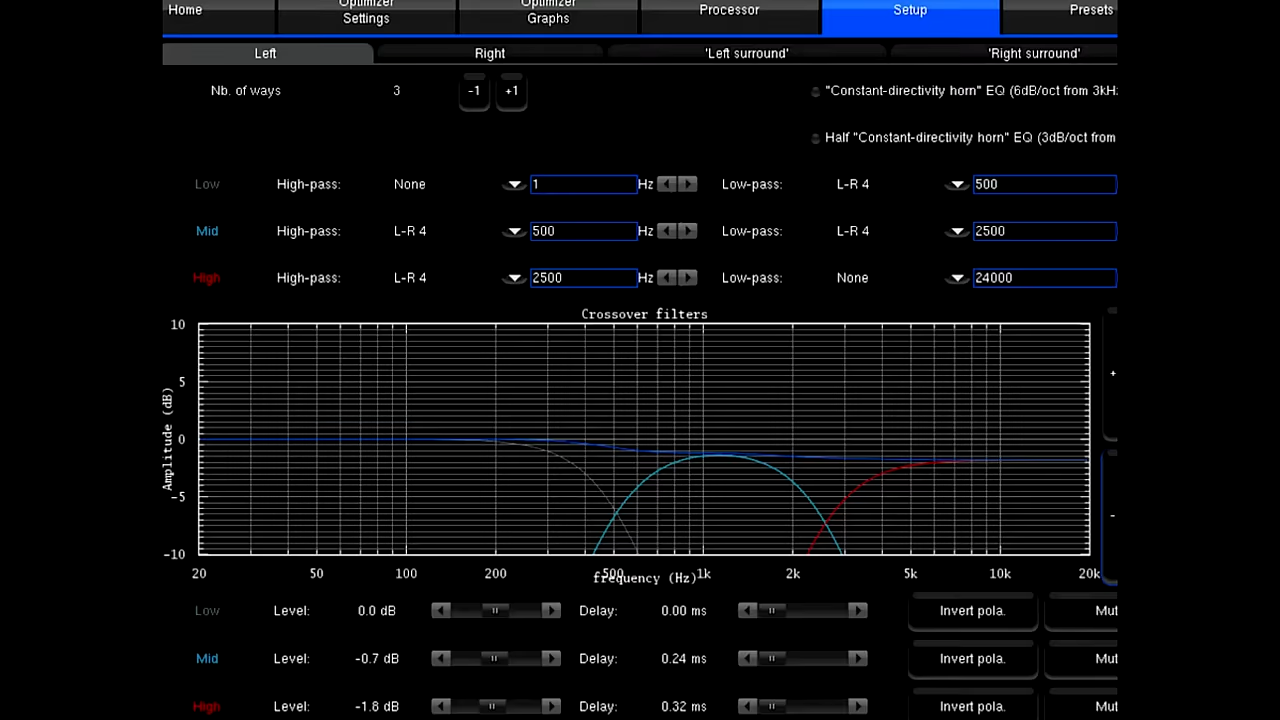 Home Optimizer Settings Optimizer Graphs Processor Setup Presets
Left Right 'Left surround' 'Right surround'
Nb. of ways 3 -1 +1 "Constant-directivity horn" EQ (6dB/oct from 3kH
Half "Constant-directivity horn" EQ (3dB/oct from
Low High-pass: None 1 Hz Low-pass: L-R 4 500
Mid High-pass: L-R 4 500 Hz Low-pass: L-R 4 2500
High High-pass: L-R 4 2500 Hz Low-pass: None 24000
Crossover filters
10
5
0
-5
-10
Amplitude (dB)
+
-
20 50 100 200 500 1k 2k 5k 10k 20k
frequency (Hz)
Low Level: 0.0 dB Delay: 0.00 ms Invert pola. Mut
Mid Level: -0.7 dB Delay: 0.24 ms Invert pola. Mut
High Level: -1.8 dB Delay: 0.32 ms Invert pola. Mut